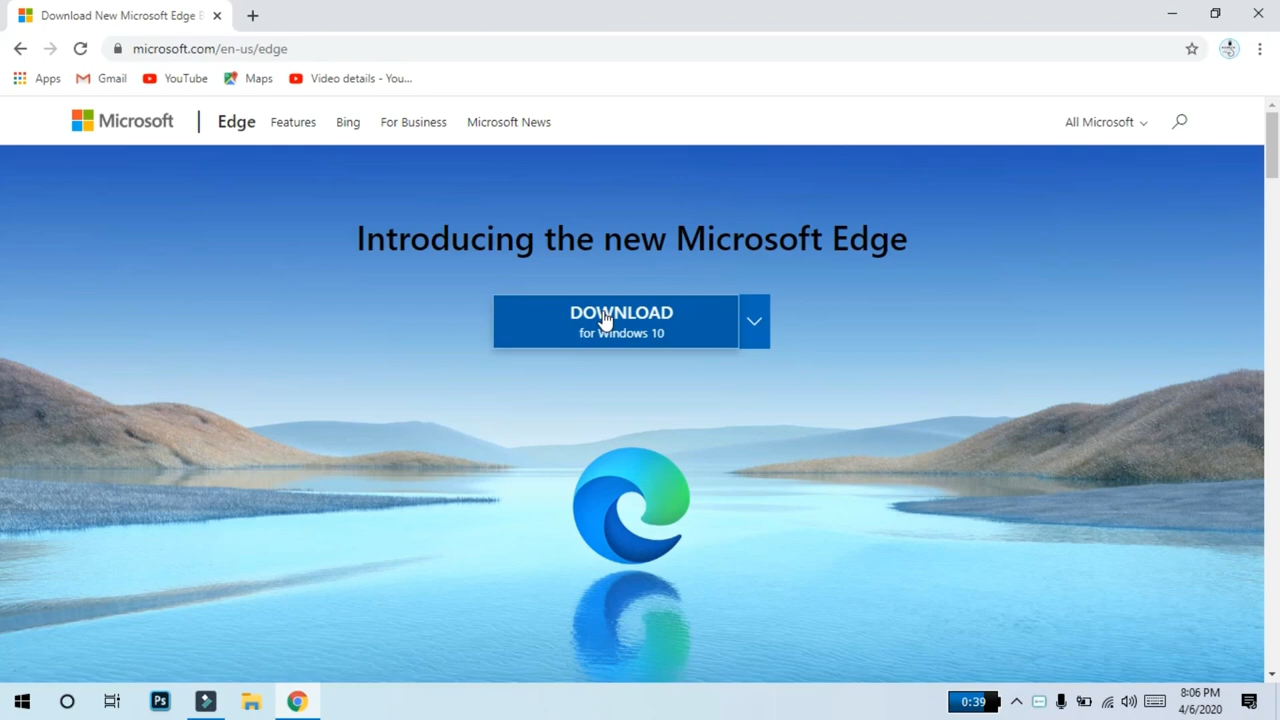 Download New Microsoft Edge B
microsoft.com/en-us/edge
Apps Gmail YouTube Maps Video details - You...
Microsoft | Edge Features Bing For Business Microsoft News All Microsoft
Introducing the new Microsoft Edge
DOWNLOAD
for Windows 10
Ps
0:39
8:06 PM
4/6/2020